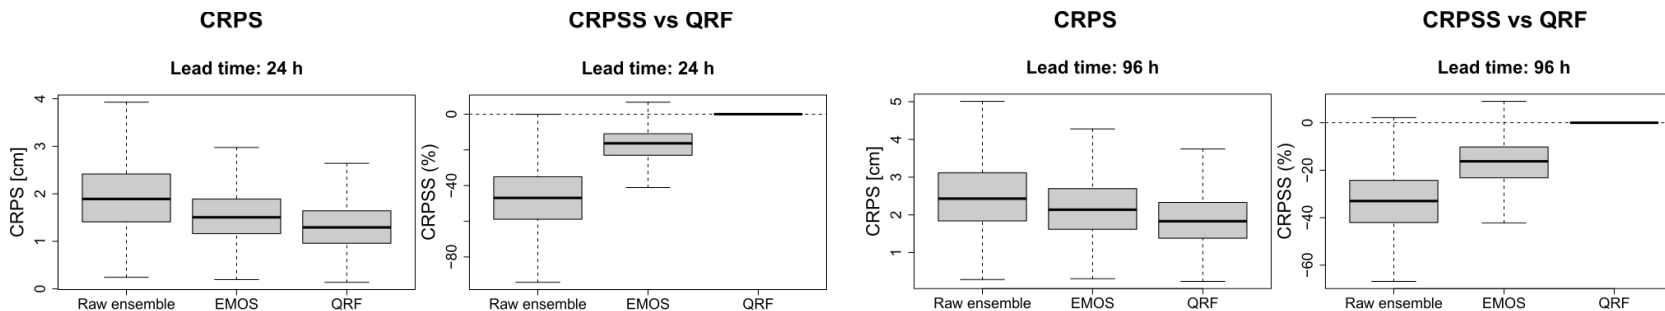 CRPS
Lead time: 24 h
CRPS [cm]
4
3
2
1
0
Raw ensemble EMOS QRF
CRPSS vs QRF
Lead time: 24 h
CRPSS (%)
0
−40
−80
Raw ensemble EMOS QRF
CRPS
Lead time: 96 h
CRPS [cm]
5
4
3
2
1
Raw ensemble EMOS QRF
CRPSS vs QRF
Lead time: 96 h
CRPSS (%)
0
−20
−40
−60
Raw ensemble EMOS QRF